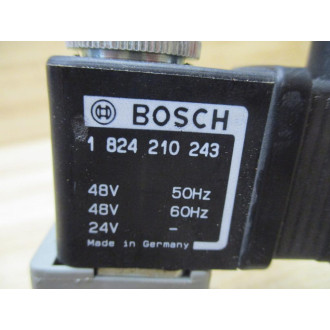 BOSCH
1 824 210 243
48V 50Hz
48V 60Hz
24V -
Made in Germany